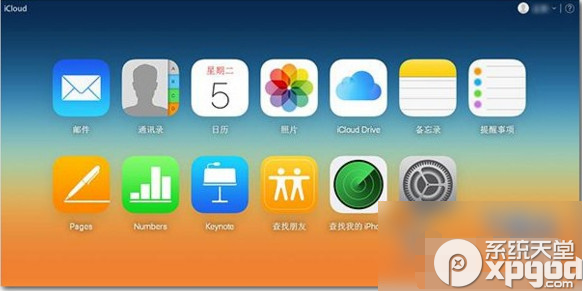 iCloud
星期二
5
邮件 通讯录 日历 照片 iCloud Drive 备忘录 提醒事项
Pages Numbers Keynote 查找朋友 查找我的 iPho
系统天堂
xpgod